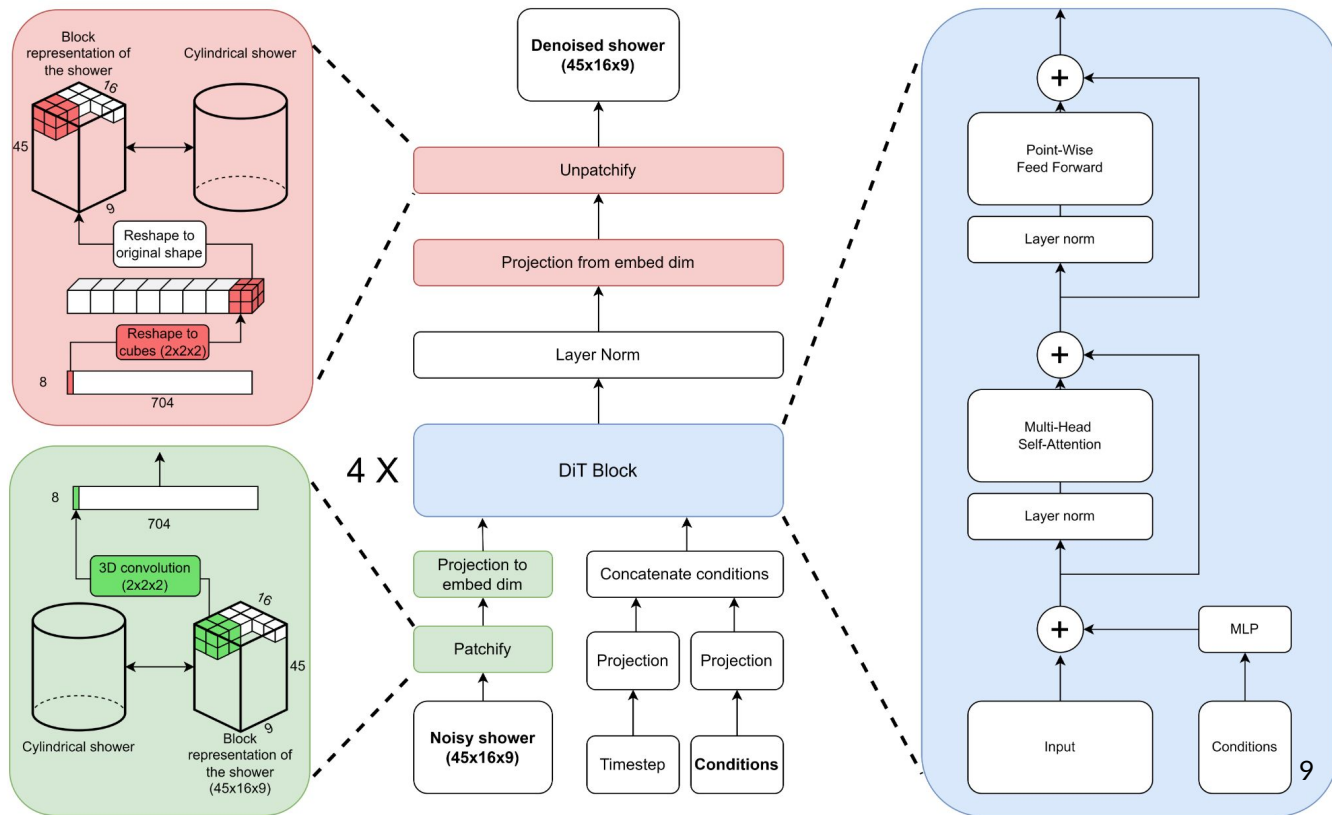 Block
representation of
the shower
Cylindrical shower
16
45
9
Reshape to
original shape
Reshape to
cubes (2x2x2)
8
704
8
704
3D convolution
(2x2x2)
16
45
9
Cylindrical shower
Block
representation of
the shower
(45x16x9)
Denoised shower
(45x16x9)
Unpatchify
Projection from embed dim
Layer Norm
4 X
DiT Block
Projection to
embed dim
Concatenate conditions
Patchify
Projection
Projection
Noisy shower
(45x16x9)
Timestep
Conditions
+
Point-Wise
Feed Forward
Layer norm
+
Multi-Head
Self-Attention
Layer norm
+
MLP
Input
Conditions
9